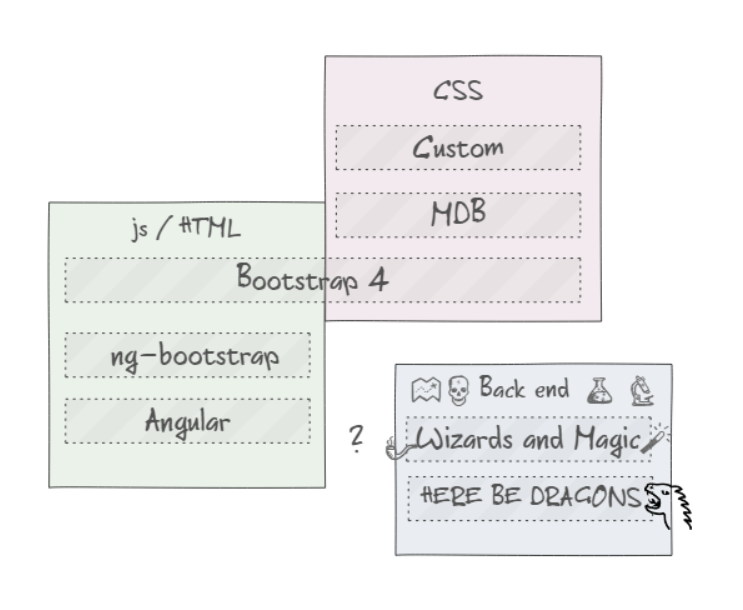 CSS
Custom
MDB
js / HTML
Bootstrap 4
ng-bootstrap
Angular
?
Back end
Wizards and Magic
HERE BE DRAGONS